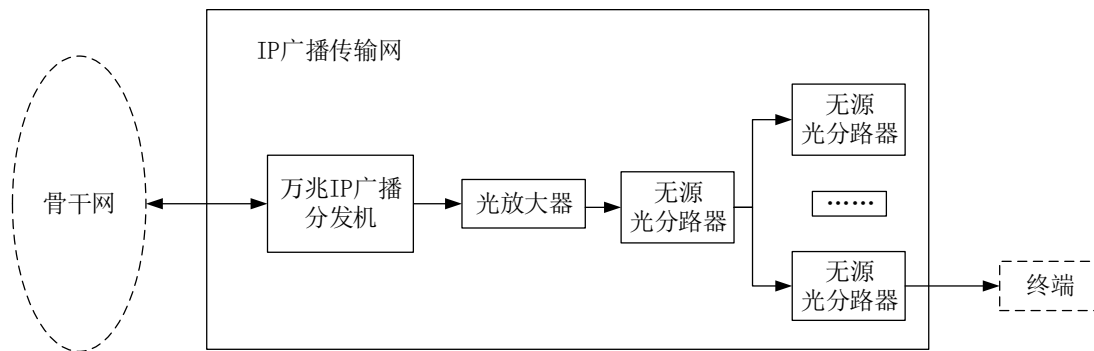 IP广播传输网
骨干网
万兆IP广播
分发机
光放大器
无源
光分路器
无源
光分路器
……
无源
光分路器
终端